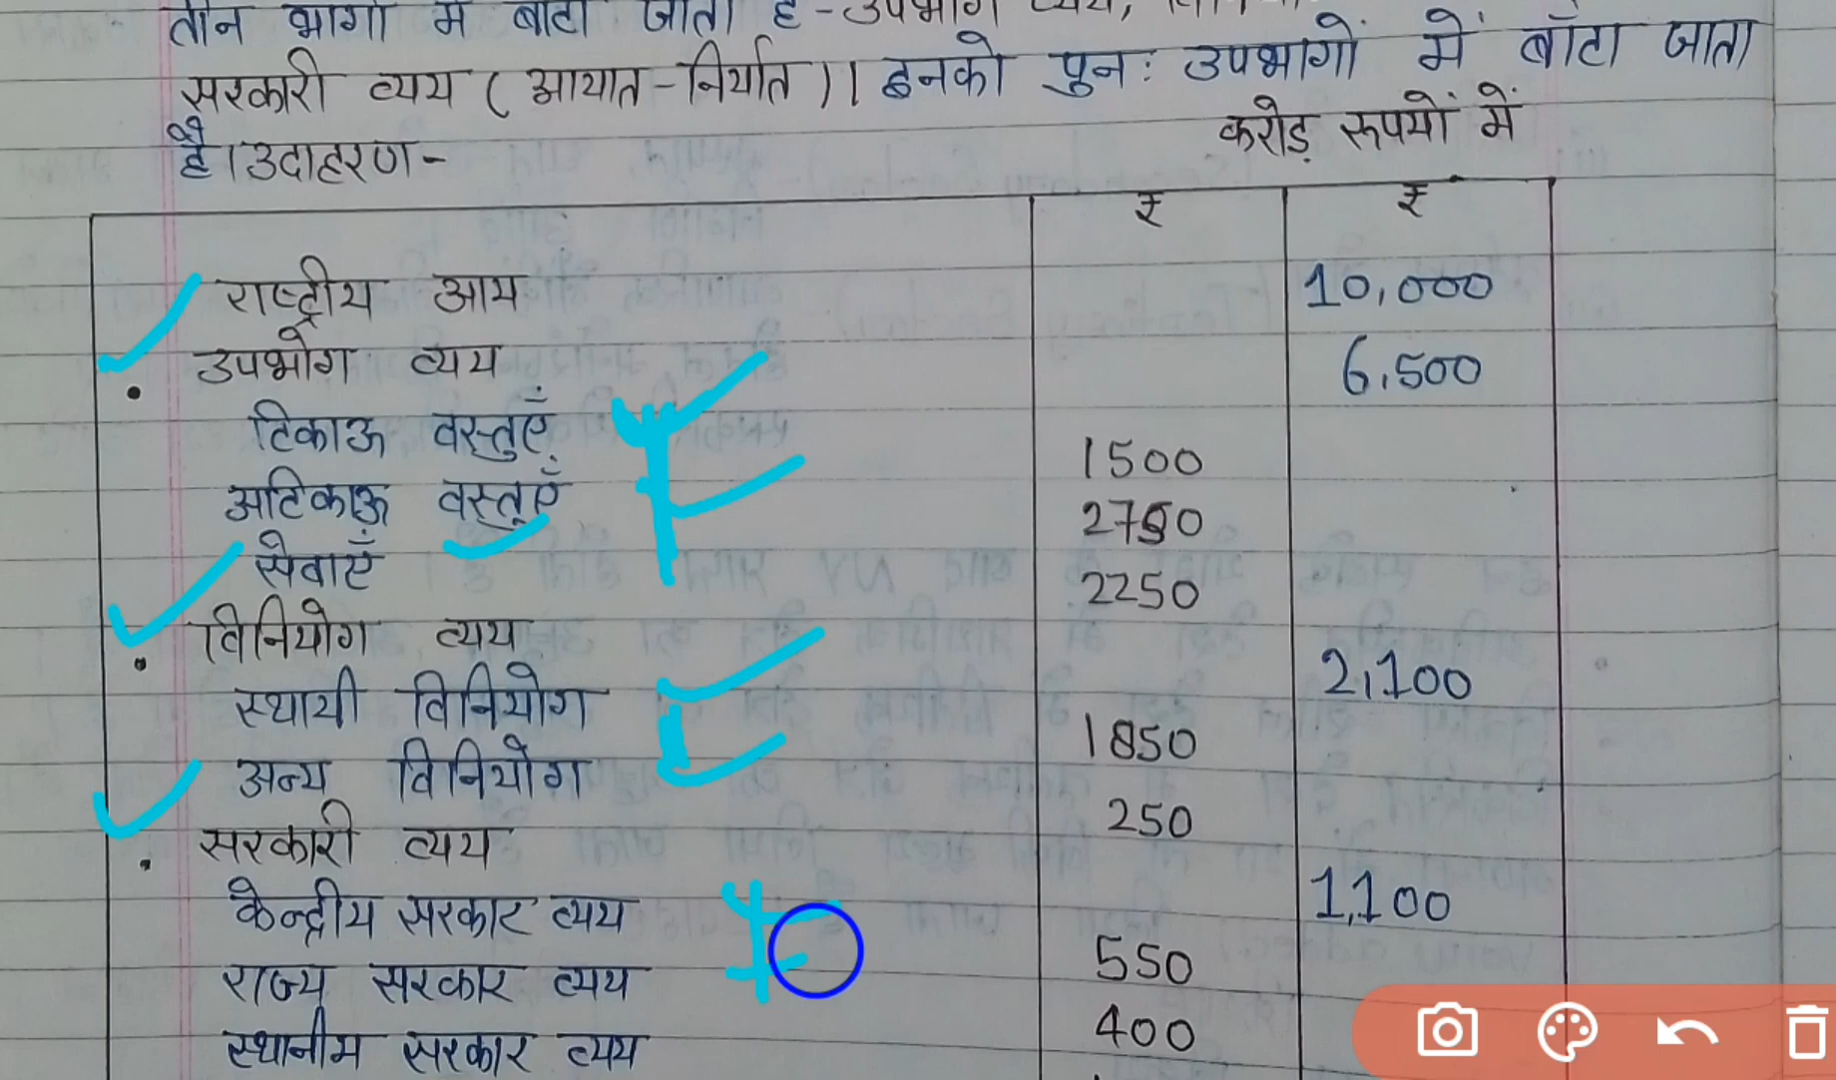 तीन भागों में बाँटा जाता है - उपभोग व्यय,
सरकारी व्यय ( आयात - निर्यात ) । इनको पुनः उपभागों में बाँटा जाता
है । उदाहरण -
करोड़ रूपयों में
₹ ₹
राष्ट्रीय आय 10,000
उपभोग व्यय 6,500
टिकाऊ वस्तुएँ 1500
अटिकाऊ वस्तुएँ 2750
सेवाएँ 2250
विनियोग व्यय 2,100
स्थायी विनियोग 1850
अन्य विनियोग 250
सरकारी व्यय 1,100
केन्द्रीय सरकार व्यय 550
राज्य सरकार व्यय 400
स्थानीय सरकार व्यय